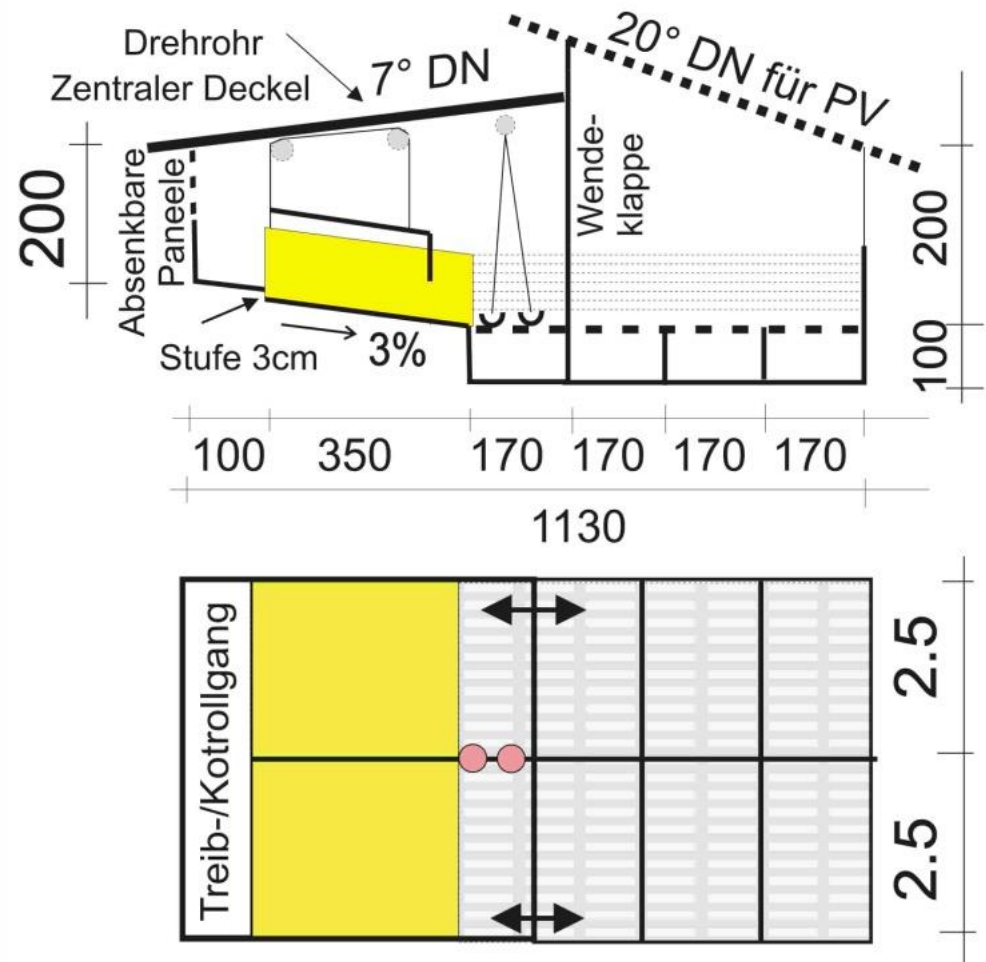 Drehrohr
Zentraler Deckel
7° DN
20° DN für PV
200
Absenkbare
Paneele
Wende-
klappe
200
100
Stufe 3cm
3%
100 350 170 170 170 170
1130
Treib-/Kotrollgang
2.5
2.5